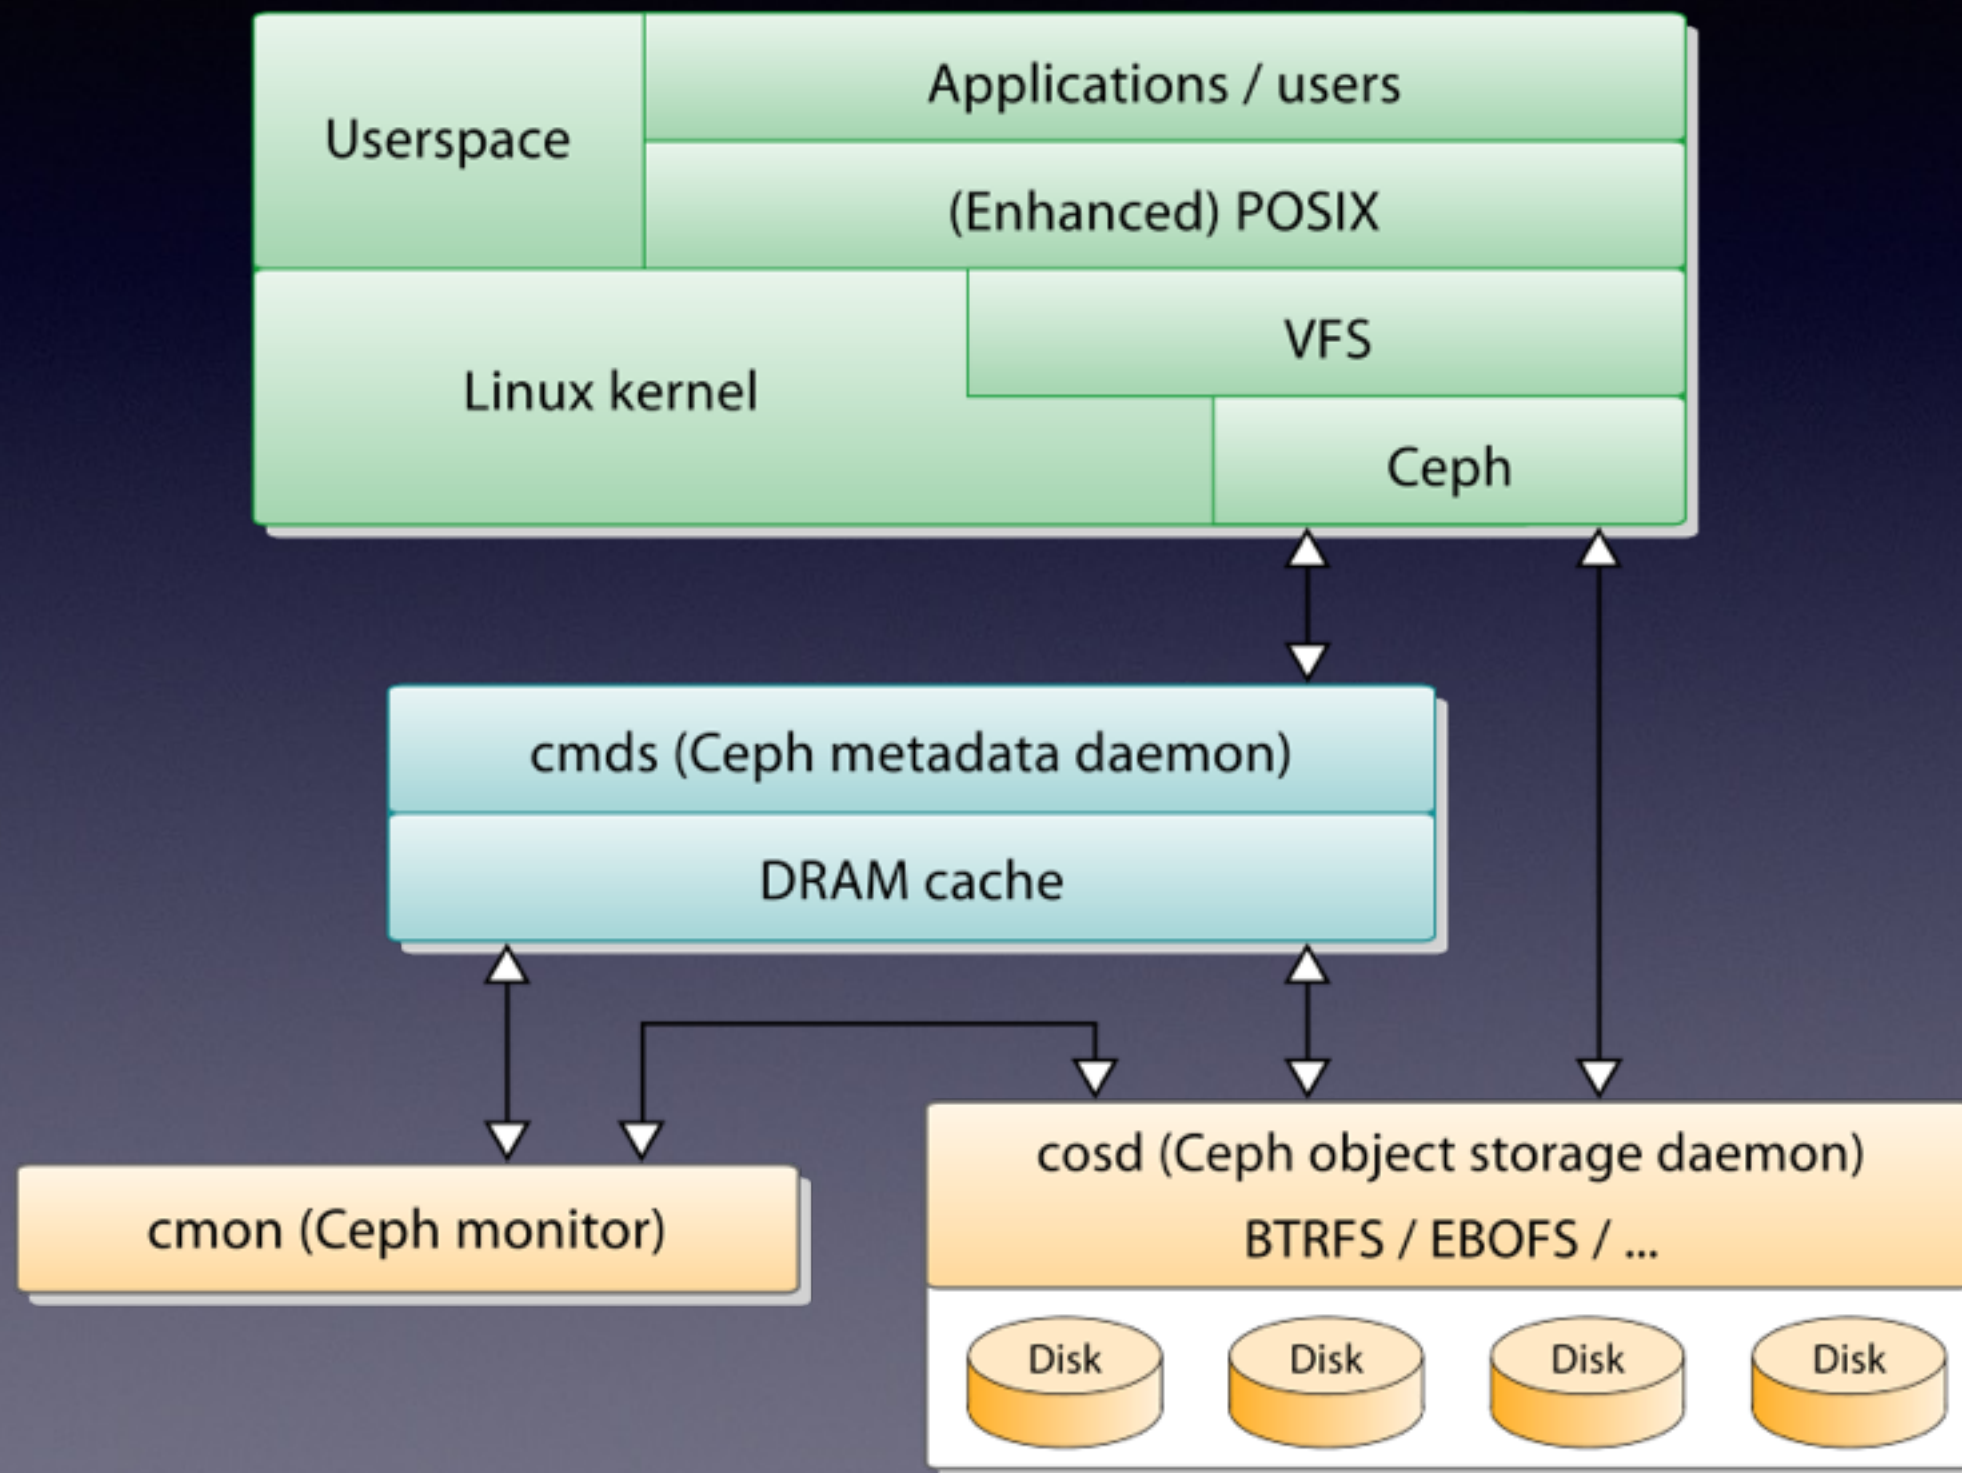 Userspace
Applications / users
(Enhanced) POSIX
Linux kernel
VFS
Ceph
cmds (Ceph metadata daemon)
DRAM cache
cmon (Ceph monitor)
cosd (Ceph object storage daemon)
BTRFS / EBOFS / ...
Disk
Disk
Disk
Disk